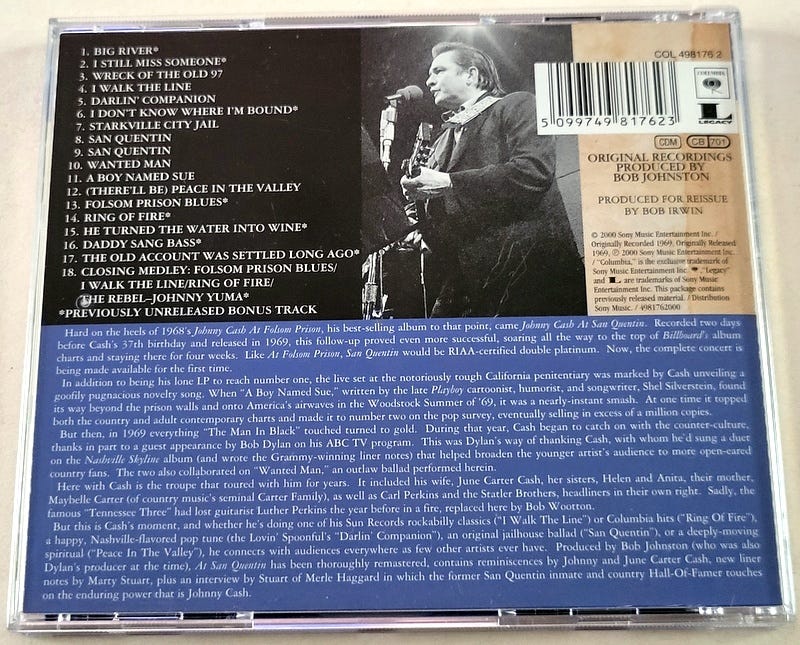 1. BIG RIVER*
2. I STILL MISS SOMEONE*
3. WRECK OF THE OLD 97
4. I WALK THE LINE
5. DARLIN' COMPANION
6. I DON'T KNOW WHERE I'M BOUND*
7. STARKVILLE CITY JAIL
8. SAN QUENTIN
9. SAN QUENTIN
10. WANTED MAN
11. A BOY NAMED SUE
12. (THERE'LL BE) PEACE IN THE VALLEY
13. FOLSOM PRISON BLUES*
14. RING OF FIRE*
15. HE TURNED THE WATER INTO WINE*
16. DADDY SANG BASS*
17. THE OLD ACCOUNT WAS SETTLED LONG AGO*
18. CLOSING MEDLEY: FOLSOM PRISON BLUES/
I WALK THE LINE/RING OF FIRE/
THE REBEL–JOHNNY YUMA*
*PREVIOUSLY UNRELEASED BONUS TRACK
COL 498176 2
5 099749 817623
COLUMBIA
LEGACY
CDM CB 701
ORIGINAL RECORDINGS
PRODUCED BY
BOB JOHNSTON
PRODUCED FOR REISSUE
BY BOB IRWIN
© 2000 Sony Music Entertainment Inc. /
Originally Recorded 1969, Originally Released
1969, ℗ 2000 Sony Music Entertainment Inc.
/ "Columbia," is the exclusive trademark of
Sony Music Entertainment Inc. "Legacy"
and L are trademarks of Sony Music
Entertainment Inc. This package contains
previously released material. / Distribution
Sony Music. / 4981762000
Hard on the heels of 1968's Johnny Cash At Folsom Prison, his best-selling album to that point, came Johnny Cash At San Quentin. Recorded two days
before Cash's 37th birthday and released in 1969, this follow-up proved even more successful, soaring all the way to the top of Billboard's album
charts and staying there for four weeks. Like At Folsom Prison, San Quentin would be RIAA-certified double platinum. Now, the complete concert is
being made available for the first time.
In addition to being his lone LP to reach number one, the live set at the notoriously tough California penitentiary was marked by Cash unveiling a
goofily pugnacious novelty song. When "A Boy Named Sue," written by the late Playboy cartoonist, humorist, and songwriter, Shel Silverstein, found
its way beyond the prison walls and onto America's airwaves in the Woodstock Summer of '69, it was a nearly-instant smash. At one time it topped
both the country and adult contemporary charts and made it to number two on the pop survey, eventually selling in excess of a million copies.
But then, in 1969 everything "The Man In Black" touched turned to gold. During that year, Cash began to catch on with the counter-culture,
thanks in part to a guest appearance by Bob Dylan on his ABC TV program. This was Dylan's way of thanking Cash, with whom he'd sung a duet
on the Nashville Skyline album (and wrote the Grammy-winning liner notes) that helped broaden the younger artist's audience to more open-eared
country fans. The two also collaborated on "Wanted Man," an outlaw ballad performed herein.
Here with Cash is the troupe that toured with him for years. It included his wife, June Carter Cash, her sisters, Helen and Anita, their mother,
Maybelle Carter (of country music's seminal Carter Family), as well as Carl Perkins and the Statler Brothers, headliners in their own right. Sadly, the
famous "Tennessee Three" had lost guitarist Luther Perkins the year before in a fire, replaced here by Bob Wootton.
But this is Cash's moment, and whether he's doing one of his Sun Records rockabilly classics ("I Walk The Line") or Columbia hits ("Ring Of Fire"),
a happy, Nashville-flavored pop tune (the Lovin' Spoonful's "Darlin' Companion"), an original jailhouse ballad ("San Quentin"), or a deeply-moving
spiritual ("Peace In The Valley"), he connects with audiences everywhere as few other artists ever have. Produced by Bob Johnston (who was also
Dylan's producer at the time), At San Quentin has been thoroughly remastered, contains reminiscences by Johnny and June Carter Cash, new liner
notes by Marty Stuart, plus an interview by Stuart of Merle Haggard in which the former San Quentin inmate and country Hall-Of-Famer touches
on the enduring power that is Johnny Cash.